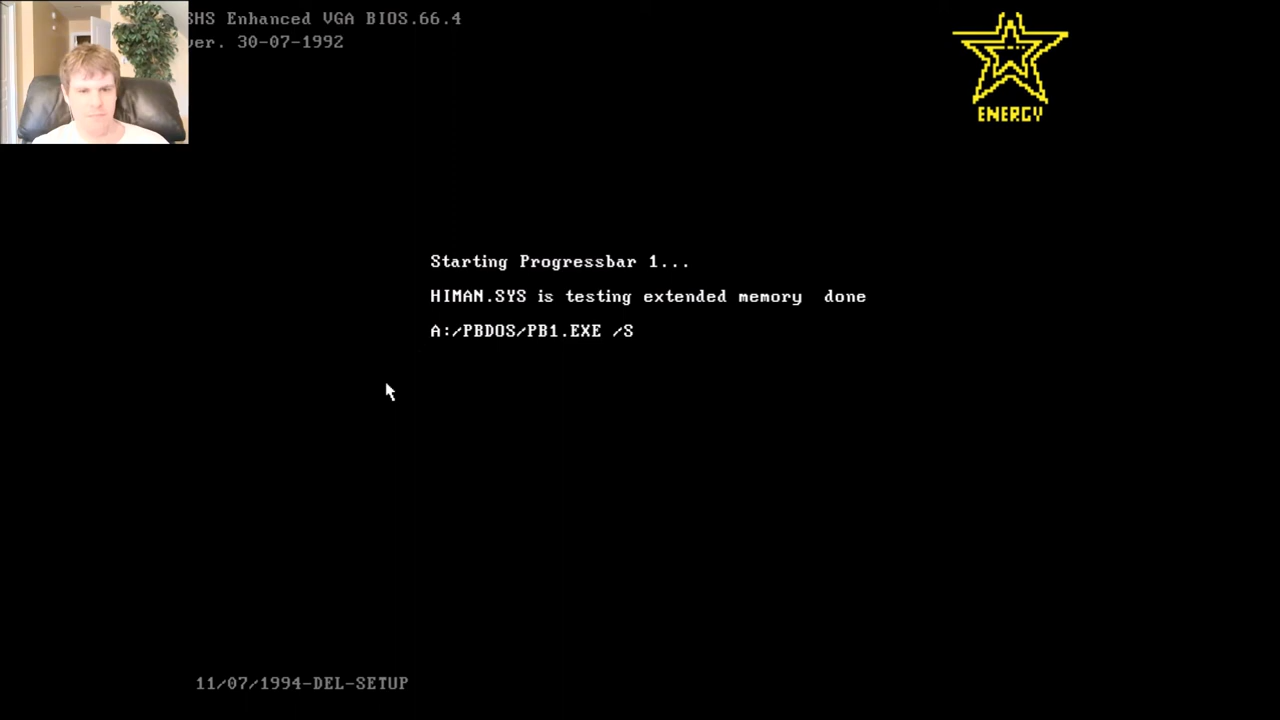 SHS Enhanced VGA BIOS.66.4
ver. 30-07-1992
ENERGY
Starting Progressbar 1...
HIMAN.SYS is testing extended memory  done
A:/PBDOS/PB1.EXE /S
11/07/1994-DEL-SETUP